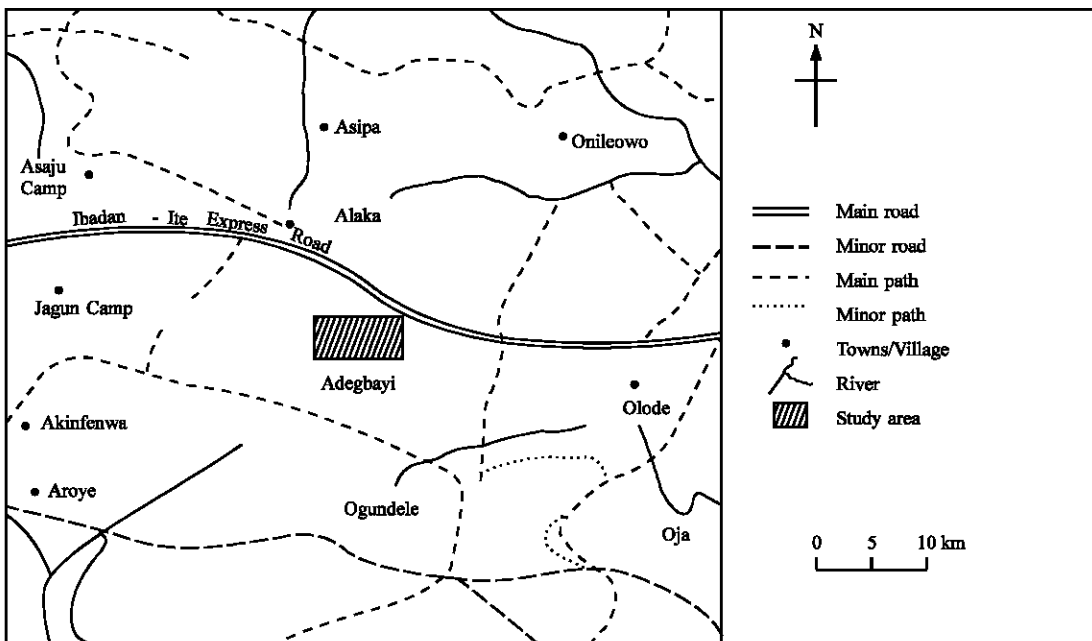 N
Asipa
Onileowo
Asaju
Camp
Alaka
Ibadan - Ite Express Road
Jagun Camp
Adegbayi
Olode
Akinfenwa
Aroye
Ogundele
Oja
Main road
Minor road
Main path
Minor path
Towns/Village
River
Study area
0 5 10 km